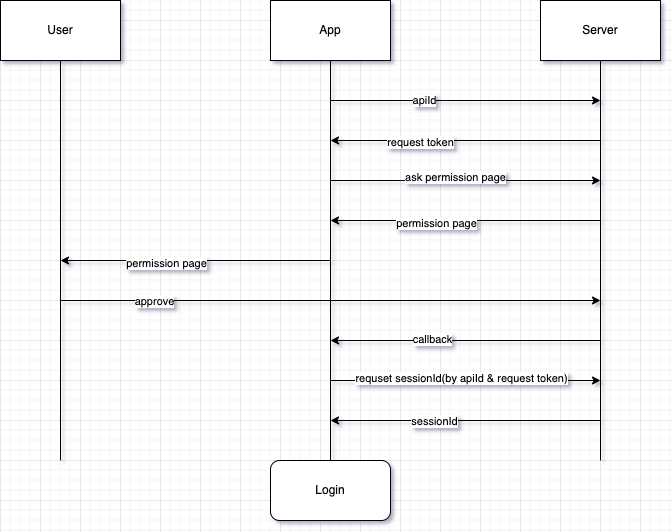 User
App
Server
apiId
request token
ask permission page
permission page
permission page
approve
callback
requset sessionId(by apiId & request token)
sessionId
Login